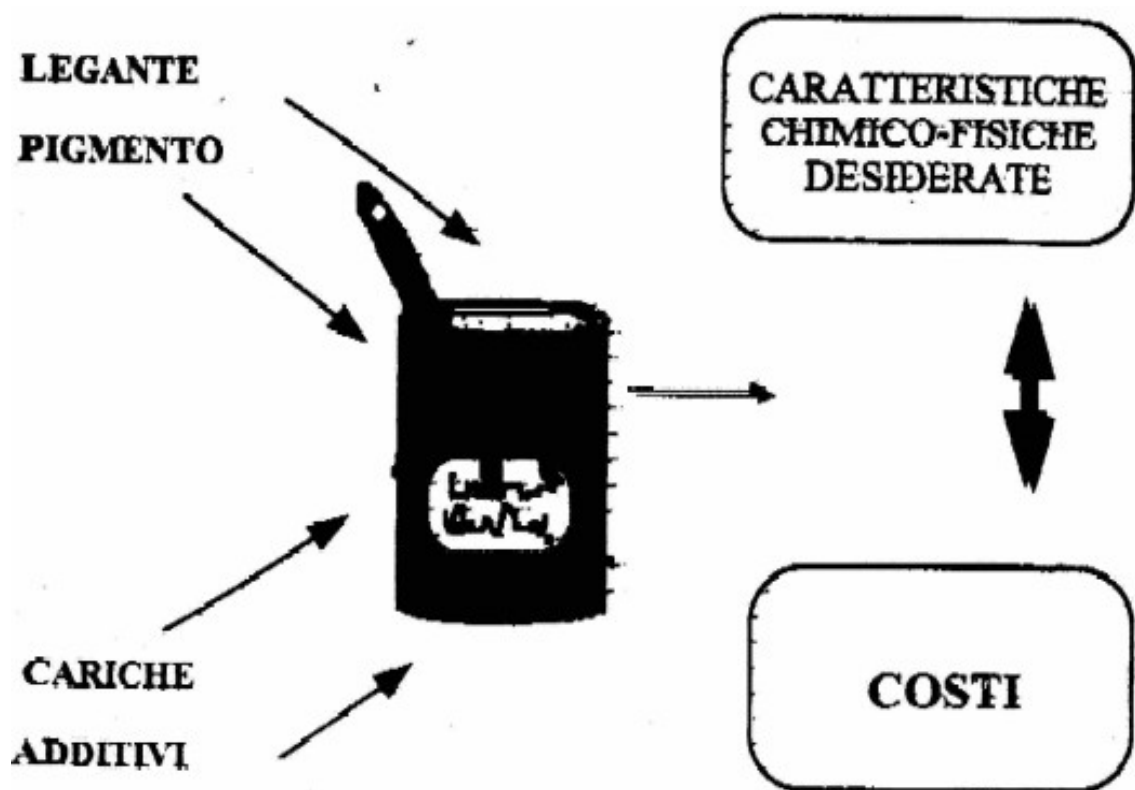 LEGANTE
PIGMENTO
CARICHE
ADDITIVI
CARATTERISTICHE
CHIMICO-FISICHE
DESIDERATE
COSTI